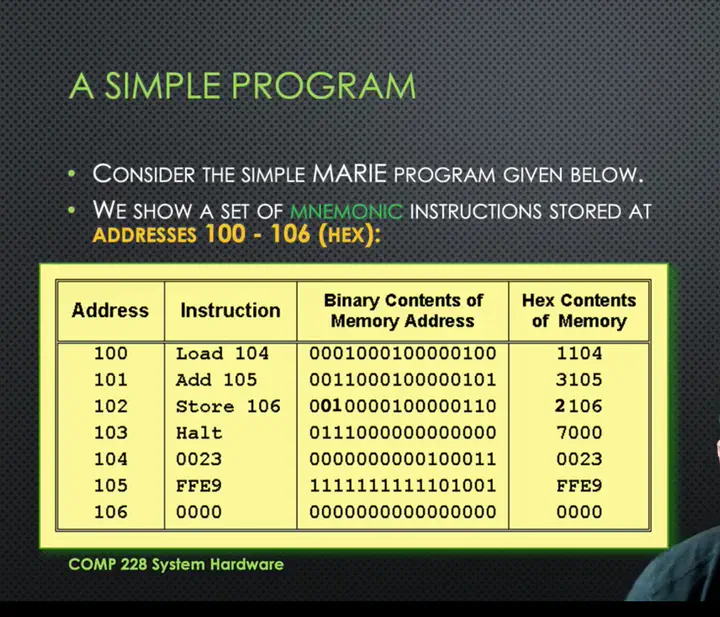 A SIMPLE PROGRAM
• CONSIDER THE SIMPLE MARIE PROGRAM GIVEN BELOW.
• WE SHOW A SET OF MNEMONIC INSTRUCTIONS STORED AT
ADDRESSES 100 - 106 (HEX):
Address Instruction Binary Contents of Memory Address Hex Contents of Memory
100 Load 104 0001000100000100 1104
101 Add 105 0011000100000101 3105
102 Store 106 0010000100000110 2106
103 Halt 0111000000000000 7000
104 0023 0000000000100011 0023
105 FFE9 1111111111101001 FFE9
106 0000 0000000000000000 0000
COMP 228 System Hardware